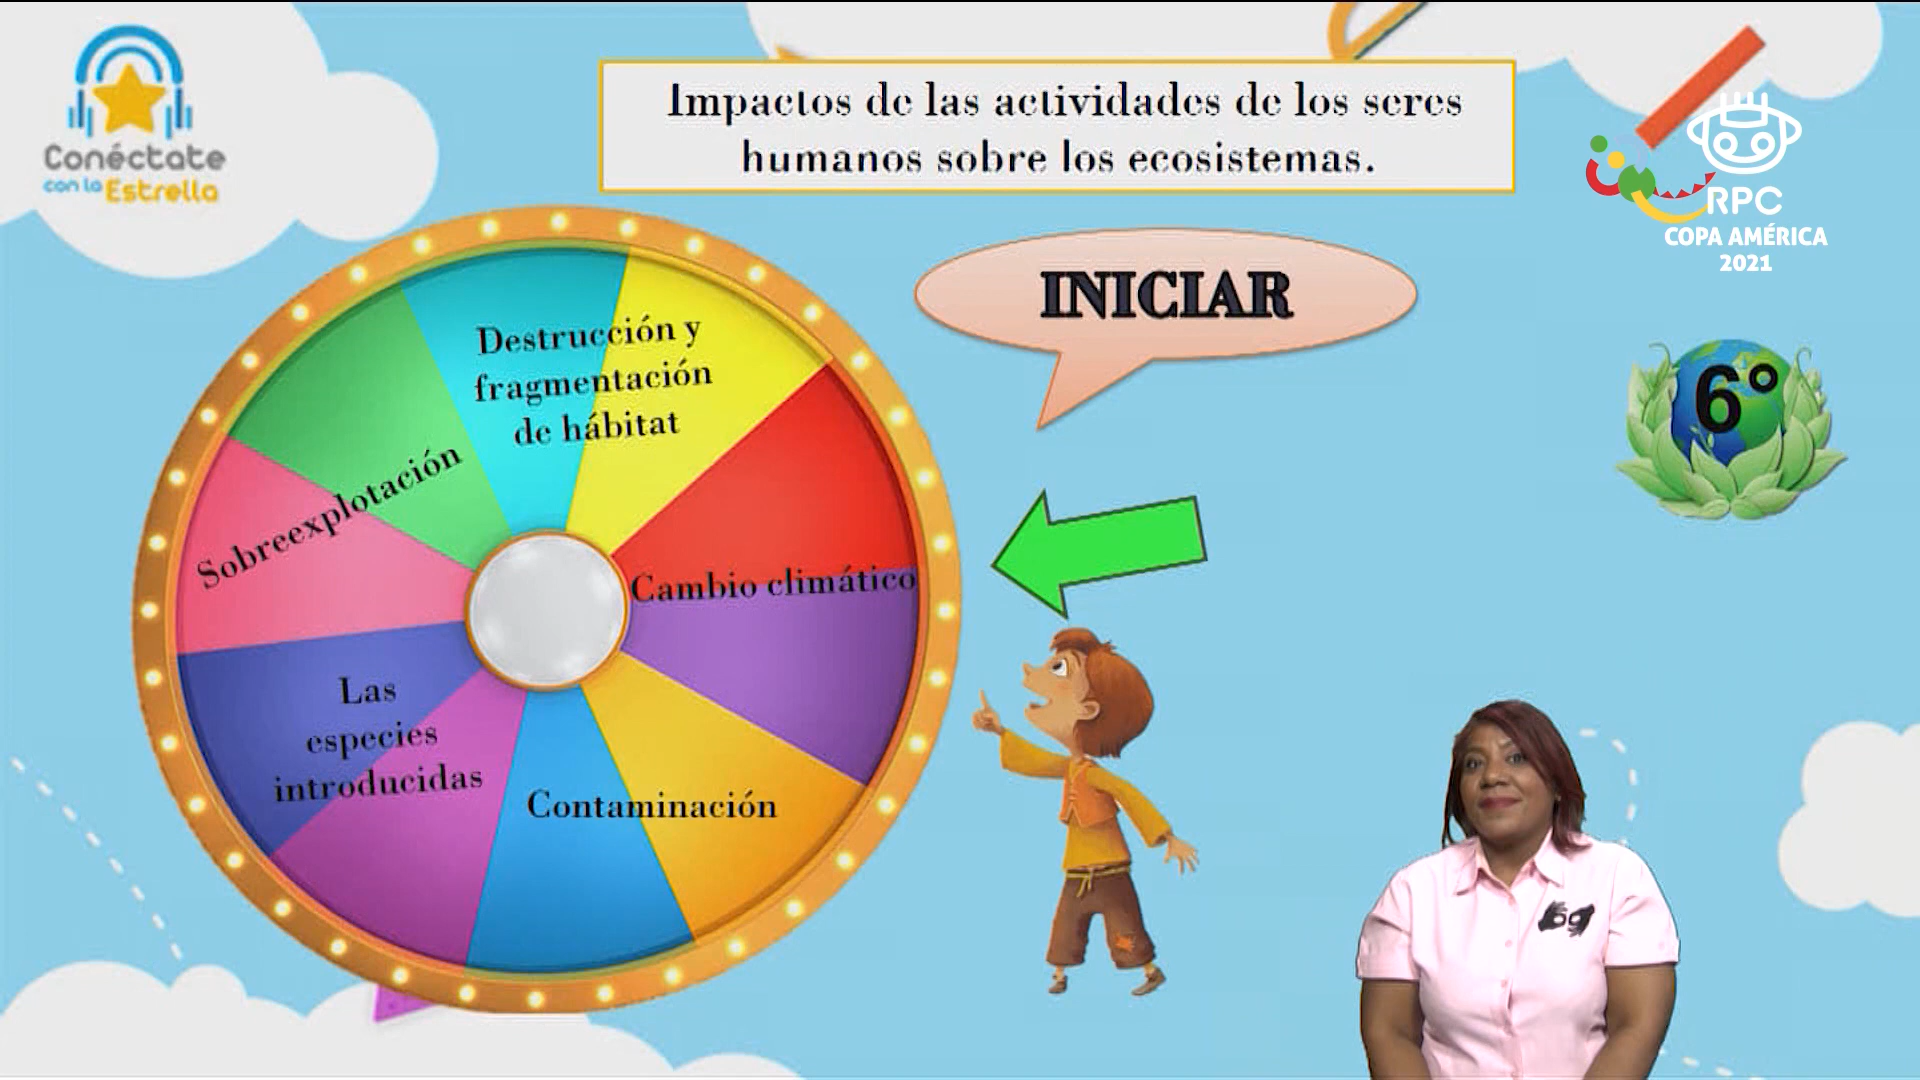 Conéctate
con la Estrella
Impactos de las actividades de los seres
humanos sobre los ecosistemas.
RPC
COPA AMÉRICA
2021
INICIAR
6°
Destrucción y
fragmentación
de hábitat
Sobreexplotación
Cambio climático
Las
especies
introducidas
Contaminación